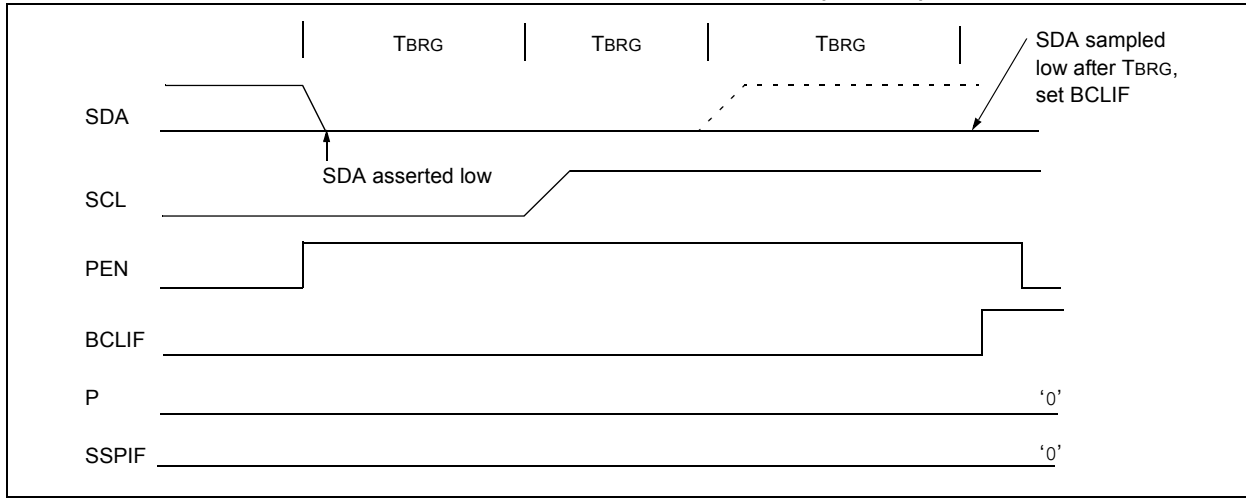 TBRG TBRG TBRG
SDA sampled
low after TBRG,
set BCLIF
SDA
SDA asserted low
SCL
PEN
BCLIF
P '0'
SSPIF '0'